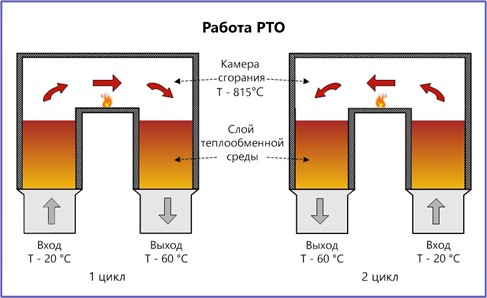 Работа РТО
Камера
сгорания
Т - 815°С
Слой
теплообменной
среды
Вход
Т - 20 °С
Выход
Т - 60 °С
1 цикл
Выход
Т - 60 °С
Вход
Т - 20 °С
2 цикл